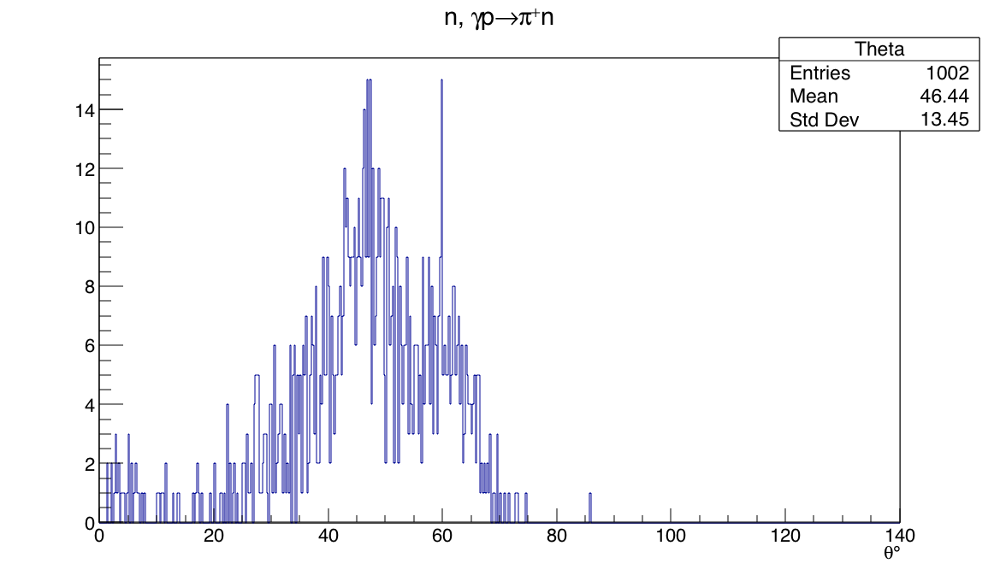 n, γp→π⁺n
Theta
Entries 1002
Mean 46.44
Std Dev 13.45
14
12
10
8
6
4
2
0
0 20 40 60 80 100 120 140
θ°